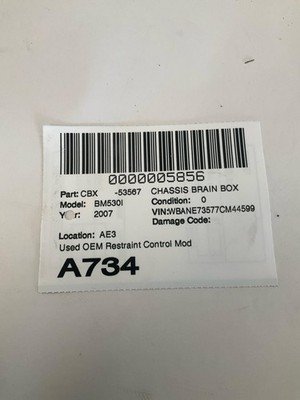 0000005856
Part: CBX -53567 CHASSIS BRAIN BOX
Model: BM530I Condition: 0
Year: 2007 VIN:WBANE73577CM44599
Damage Code:
Location: AE3
Used OEM Restraint Control Mod
A734